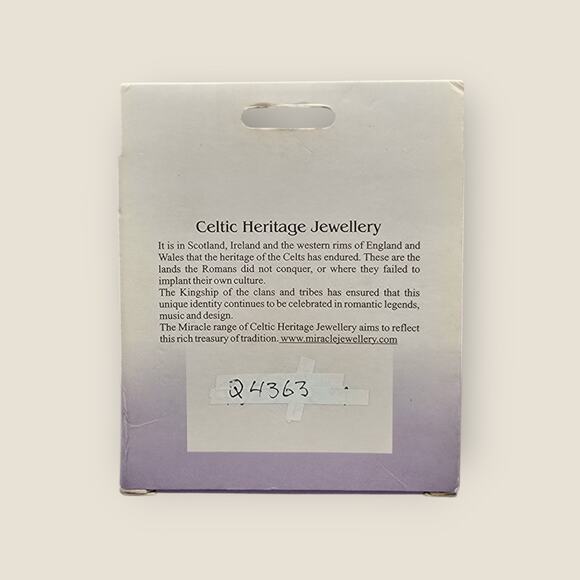 Celtic Heritage Jewellery
It is in Scotland, Ireland and the western rims of England and
Wales that the heritage of the Celts has endured. These are the
lands the Romans did not conquer, or where they failed to
implant their own culture.
The Kingship of the clans and tribes has ensured that this
unique identity continues to be celebrated in romantic legends,
music and design.
The Miracle range of Celtic Heritage Jewellery aims to reflect
this rich treasury of tradition. www.miraclejewellery.com
Q4363